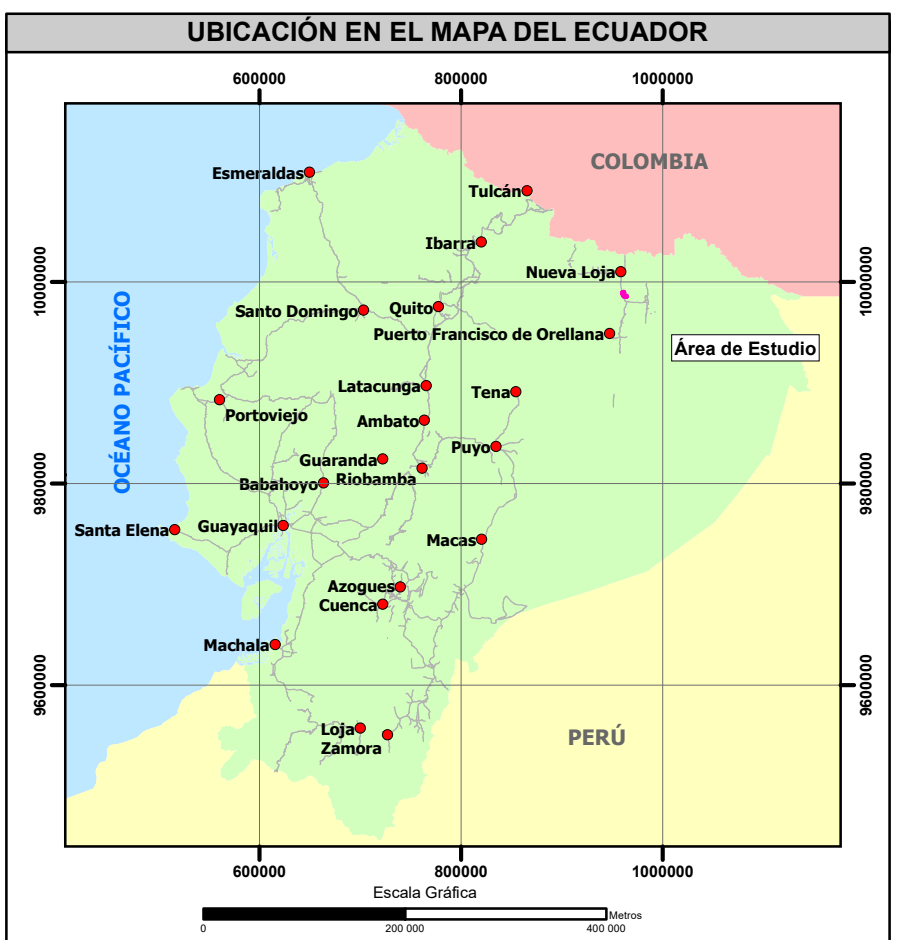 UBICACIÓN EN EL MAPA DEL ECUADOR
600000 800000 1000000
COLOMBIA
Esmeraldas
Tulcán
Ibarra
Nueva Loja
10000000
10000000
OCÉANO PACÍFICO
Santo Domingo
Quito
Puerto Francisco de Orellana
Área de Estudio
Latacunga
Tena
Portoviejo
Ambato
Puyo
Guaranda
Riobamba
Babahoyo
9800000
9800000
Santa Elena
Guayaquil
Macas
Azogues
Cuenca
Machala
9600000
9600000
Loja
Zamora
PERÚ
600000 800000 1000000
Escala Gráfica
Metros
0 200 000 400 000